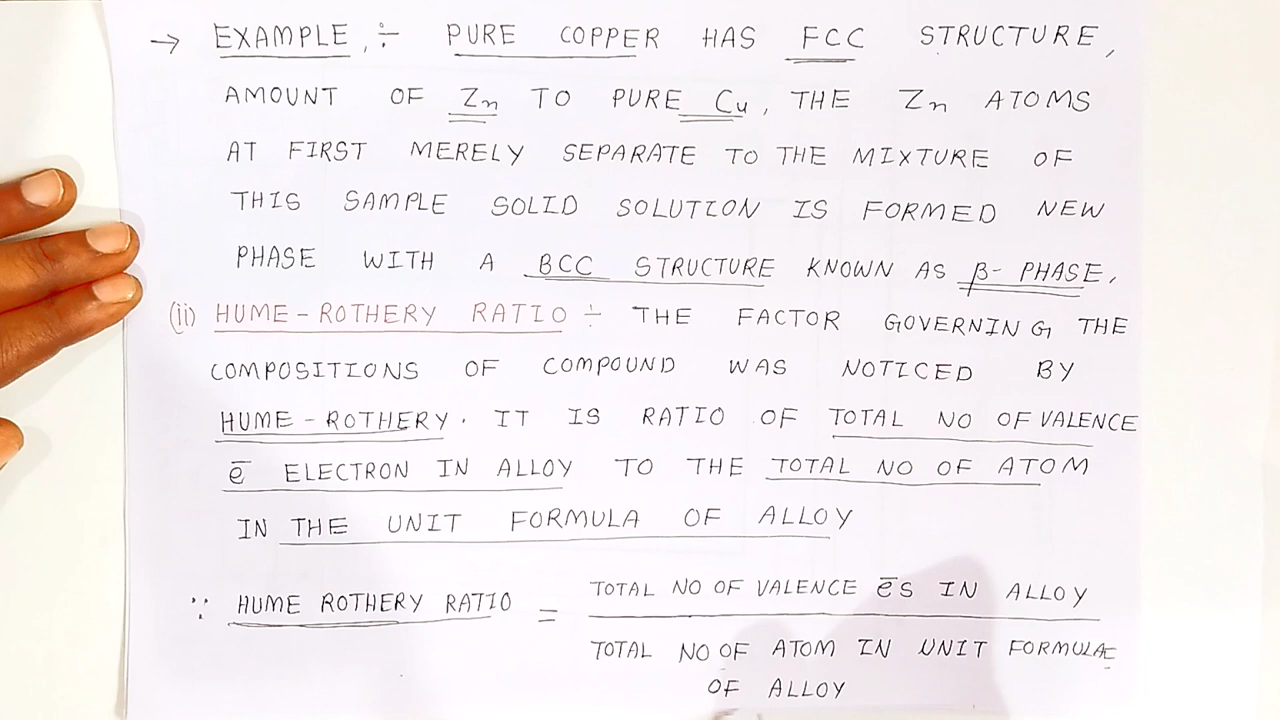 → EXAMPLE, ÷ PURE COPPER HAS FCC STRUCTURE,
AMOUNT OF Zn TO PURE Cu, THE Zn ATOMS
AT FIRST MERELY SEPARATE TO THE MIXTURE OF
THIS SAMPLE SOLID SOLUTION IS FORMED NEW
PHASE WITH A BCC STRUCTURE KNOWN AS β- PHASE.
(ii) HUME-ROTHERY RATIO ÷ THE FACTOR GOVERNING THE
COMPOSITIONS OF COMPOUND WAS NOTICED BY
HUME-ROTHERY. IT IS RATIO OF TOTAL NO OF VALENCE
ē ELECTRON IN ALLOY TO THE TOTAL NO OF ATOM
IN THE UNIT FORMULA OF ALLOY
∵ HUME ROTHERY RATIO = TOTAL NO OF VALENCE ēS IN ALLOY
TOTAL NO OF ATOM IN UNIT FORMULAE
OF ALLOY